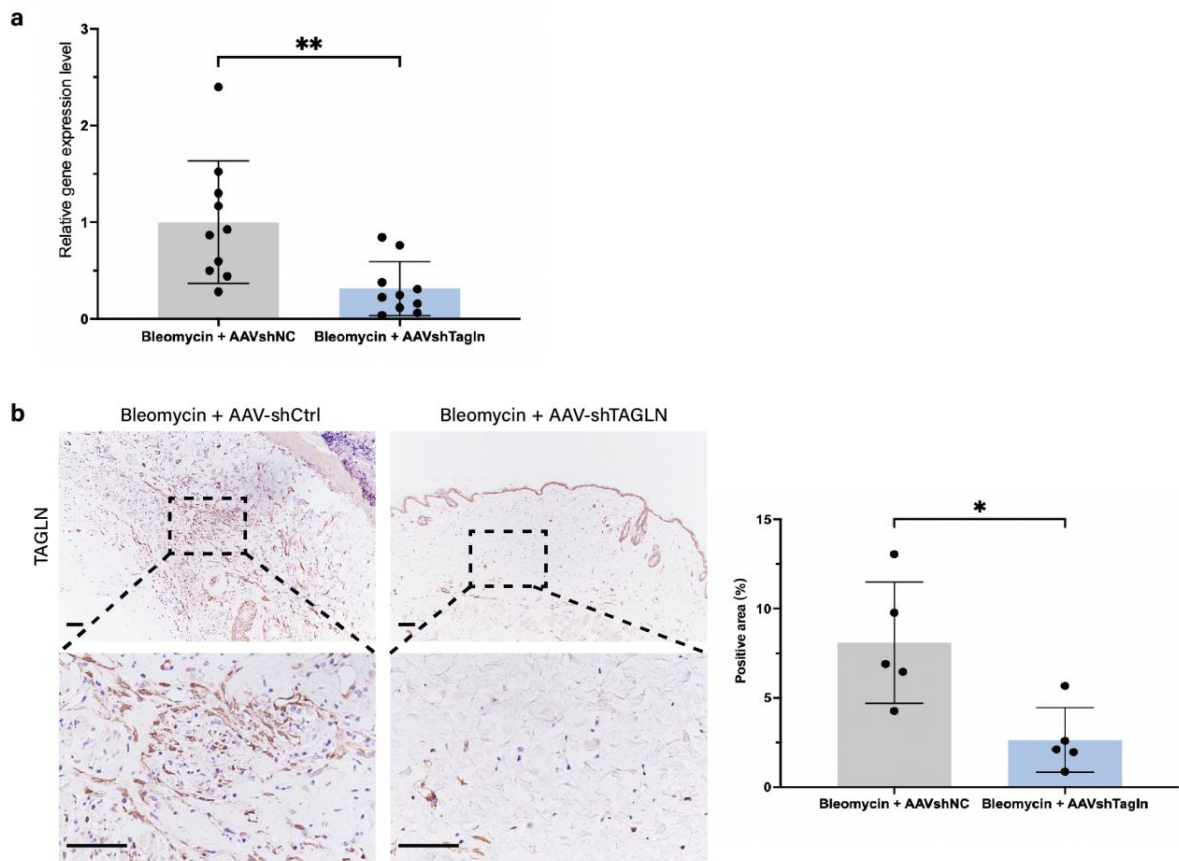 a
**
Relative gene expression level
3
2
1
0
Bleomycin + AAVshNC
Bleomycin + AAVshTagln
b
Bleomycin + AAV-shCtrl
Bleomycin + AAV-shTAGLN
TAGLN
*
Positive area (%)
15
10
5
0
Bleomycin + AAVshNC
Bleomycin + AAVshTagln